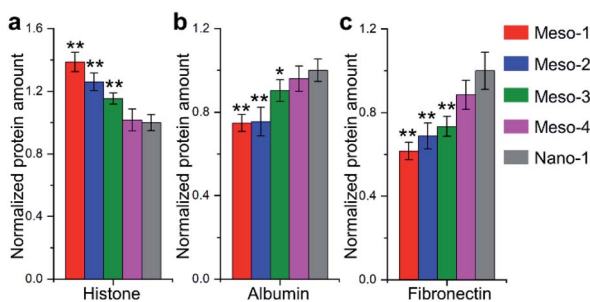 a
Normalized protein amount
1.6
1.2
0.8
0.4
0.0
**
**
**
Histone
b
Normalized protein amount
1.2
0.8
0.4
0.0
**
**
*
Albumin
c
Normalized protein amount
1.2
0.8
0.4
0.0
**
**
**
Fibronectin
Meso-1
Meso-2
Meso-3
Meso-4
Nano-1